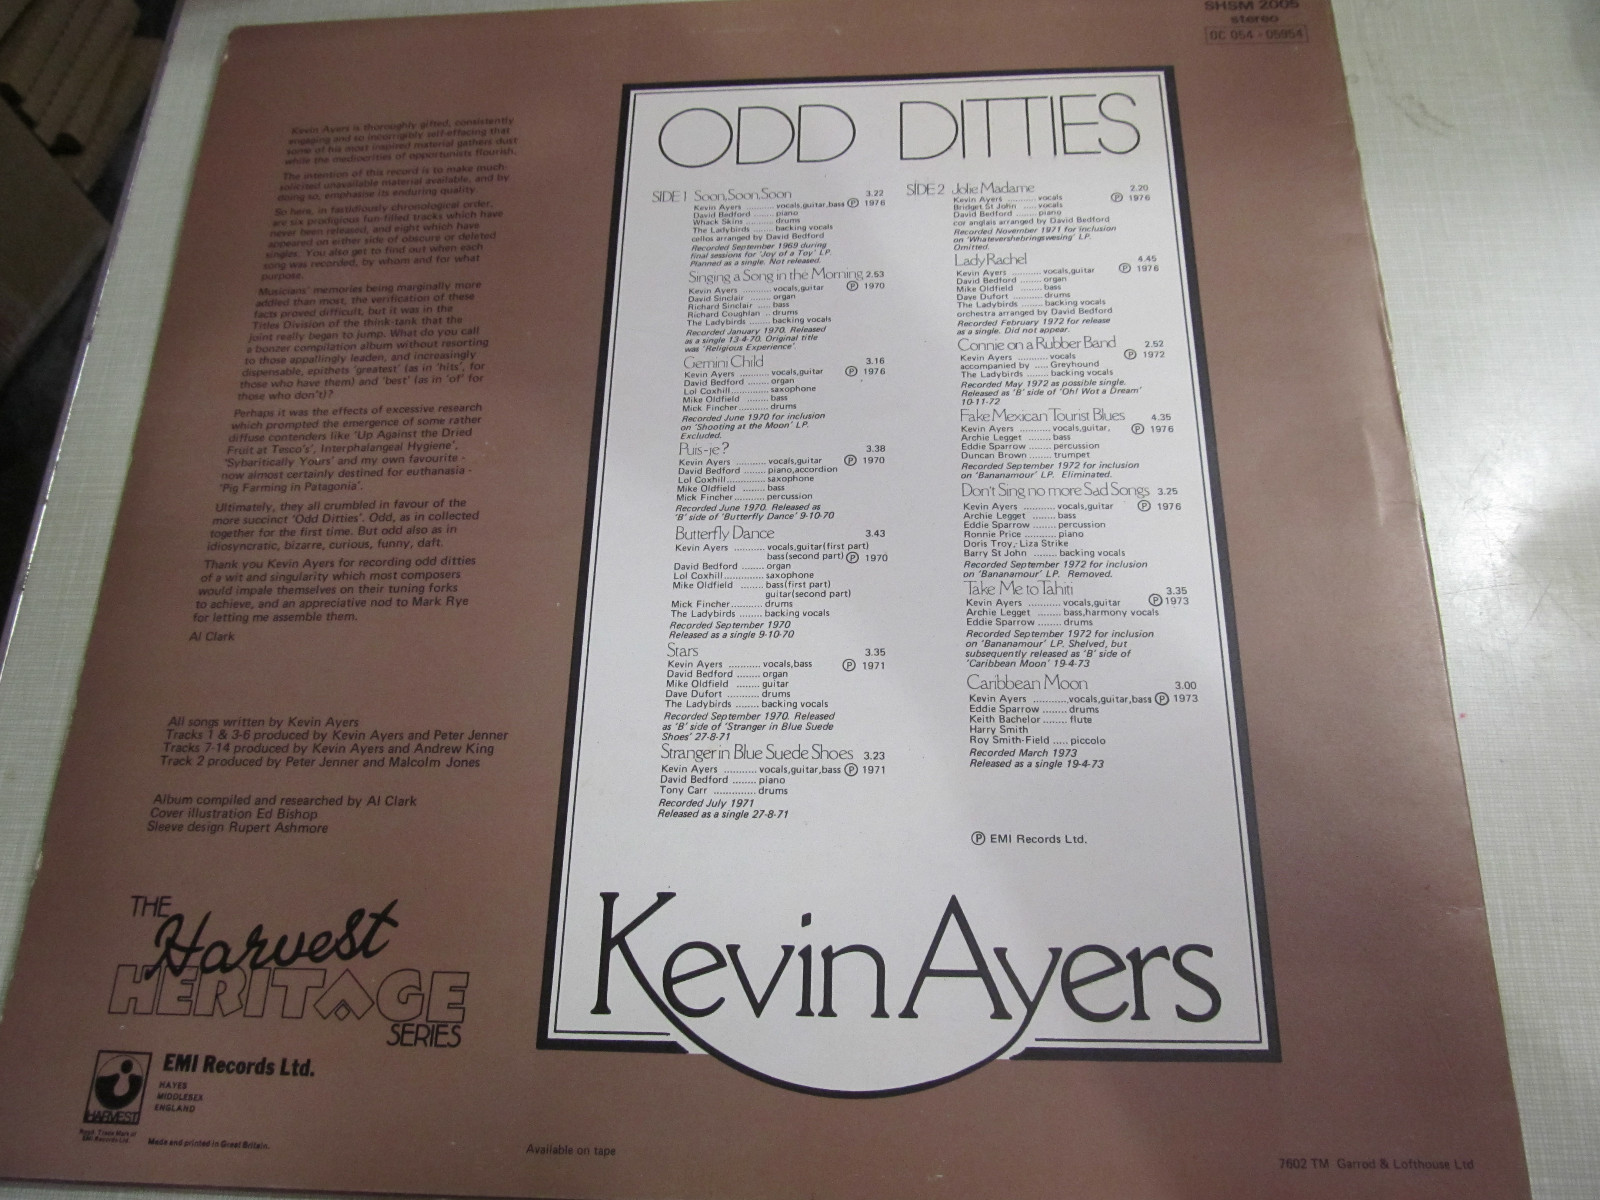 SHSM 2005
stereo
0C 054 - 05954
Kevin Ayers is thoroughly gifted, consistently
engaging and so incorrigibly self-effacing that
some of his most inspired material gathers dust
while the mediocrities of opportunists flourish.
The intention of this record is to make much-
solicited unavailable material available, and by
doing so, emphasise its enduring quality.
So here, in fastidiously chronological order,
are six prodigious fun-filled tracks which have
never been released, and eight which have
appeared on either side of obscure or deleted
singles. You also get to find out when each
song was recorded, by whom and for what
purpose.
Musicians' memories being marginally more
addled than most, the verification of these
facts proved difficult, but it was in the
Titles Division of the think-tank that the
joint really began to jump. What do you call
a bonzer compilation album without resorting
to those appallingly leaden, and increasingly
dispensable, epithets 'greatest' (as in 'hits', for
those who have them) and 'best' (as in 'of' for
those who don't)?
Perhaps it was the effects of excessive research
which prompted the emergence of some rather
diffuse contenders like 'Up Against the Dried
Fruit at Tesco's', Interphalangeal Hygiene',
'Sybaritically Yours' and my own favourite -
now almost certainly destined for euthanasia -
'Pig Farming in Patagonia'.
Ultimately, they all crumbled in favour of the
more succinct 'Odd Ditties'. Odd, as in collected
together for the first time. But odd also as in
idiosyncratic, bizarre, curious, funny, daft.
Thank you Kevin Ayers for recording odd ditties
of a wit and singularity which most composers
would impale themselves on their tuning forks
to achieve, and an appreciative nod to Mark Rye
for letting me assemble them.
Al Clark
All songs written by Kevin Ayers
Tracks 1 & 3-6 produced by Kevin Ayers and Peter Jenner
Tracks 7-14 produced by Kevin Ayers and Andrew King
Track 2 produced by Peter Jenner and Malcolm Jones
Album compiled and researched by Al Clark
Cover illustration Ed Bishop
Sleeve design Rupert Ashmore
THE
Harvest
HERITAGE
SERIES
HARVEST
EMI Records Ltd.
HAYES
MIDDLESEX
ENGLAND
Regd. Trade Mark of
EMI Records Ltd.
Made and printed in Great Britain.
ODD DITTIES
SIDE 1 Soon, Soon, Soon 3.22
Kevin Ayers .......... vocals,guitar,bass Ⓟ 1976
David Bedford ....... piano
Whack Skins .......... drums
The Ladybirds ........ backing vocals
cellos arranged by David Bedford
Recorded September 1969 during
final sessions for 'Joy of a Toy' LP.
Planned as a single. Not released.
Singing a Song in the Morning 2.53
Kevin Ayers .......... vocals,guitar Ⓟ 1970
David Sinclair ....... organ
Richard Sinclair ..... bass
Richard Coughlan .. drums
The Ladybirds ........ backing vocals
Recorded January 1970. Released
as a single 13-4-70. Original title
was 'Religious Experience'.
Gemini Child 3.16
Kevin Ayers .......... vocals,guitar Ⓟ 1976
David Bedford ....... organ
Lol Coxhill............. saxophone
Mike Oldfield ........ bass
Mick Fincher.......... drums
Recorded June 1970 for inclusion
on 'Shooting at the Moon' LP.
Excluded.
Puis-je? 3.38
Kevin Ayers .......... vocals,guitar Ⓟ 1970
David Bedford ....... piano,accordion
Lol Coxhill............. saxophone
Mike Oldfield ........ bass
Mick Fincher.......... percussion
Recorded June 1970. Released as
'B' side of 'Butterfly Dance' 9-10-70
Butterfly Dance 3.43
Kevin Ayers .......... vocals,guitar(first part)
bass(second part) Ⓟ 1970
David Bedford ....... organ
Lol Coxhill............. saxophone
Mike Oldfield ........ bass(first part)
guitar(second part)
Mick Fincher.......... drums
The Ladybirds ....... backing vocals
Recorded September 1970
Released as a single 9-10-70
Stars 3.35
Kevin Ayers .......... vocals,bass Ⓟ 1971
David Bedford ....... organ
Mike Oldfield ....... guitar
Dave Dufort .......... drums
The Ladybirds ....... backing vocals
Recorded September 1970. Released
as 'B' side of 'Stranger in Blue Suede
Shoes' 27-8-71
Stranger in Blue Suede Shoes 3.23
Kevin Ayers .......... vocals,guitar,bass Ⓟ 1971
David Bedford ....... piano
Tony Carr ............. drums
Recorded July 1971
Released as a single 27-8-71
SIDE 2 Jolie Madame 2.20
Kevin Ayers .......... vocals Ⓟ 1976
Bridget St John ..... vocals
David Bedford ....... piano
cor anglais arranged by David Bedford
Recorded November 1971 for inclusion
on 'Whatevershebringswesing' LP.
Omitted.
Lady Rachel 4.45
Kevin Ayers .......... vocals,guitar Ⓟ 1976
David Bedford ....... organ
Mike Oldfield ........ bass
Dave Dufort .......... drums
The Ladybirds ....... backing vocals
orchestra arranged by David Bedford
Recorded February 1972 for release
as a single. Did not appear.
Connie on a Rubber Band 2.52
Kevin Ayers .......... vocals Ⓟ 1972
accompanied by ..... Greyhound
The Ladybirds ........ backing vocals
Recorded May 1972 as possible single.
Released as 'B' side of 'Oh! Wot a Dream'
10-11-72
Fake Mexican Tourist Blues 4.35
Kevin Ayers .......... vocals,guitar, Ⓟ 1976
Archie Legget ....... bass
Eddie Sparrow ....... percussion
Duncan Brown ....... trumpet
Recorded September 1972 for inclusion
on 'Bananamour' LP. Eliminated.
Don't Sing no more Sad Songs 3.25
Kevin Ayers .......... vocals,guitar Ⓟ 1976
Archie Legget ....... bass
Eddie Sparrow ....... percussion
Ronnie Price .......... piano
Doris Troy, Liza Strike
Barry St John ........ backing vocals
Recorded September 1972 for inclusion
on 'Bananamour' LP. Removed.
Take Me to Tahiti 3.35
Kevin Ayers .......... vocals,guitar Ⓟ 1973
Archie Legget ....... bass,harmony vocals
Eddie Sparrow ....... drums
Recorded September 1972 for inclusion
on 'Bananamour' LP. Shelved, but
subsequently released as 'B' side of
'Caribbean Moon' 19-4-73
Caribbean Moon 3.00
Kevin Ayers ..........vocals,guitar,bass Ⓟ 1973
Eddie Sparrow ........ drums
Keith Bachelor ........ flute
Harry Smith
Roy Smith-Field ..... piccolo
Recorded March 1973
Released as a single 19-4-73
Ⓟ EMI Records Ltd.
Kevin Ayers
Available on tape
7602 TM Garrod & Lofthouse Ltd